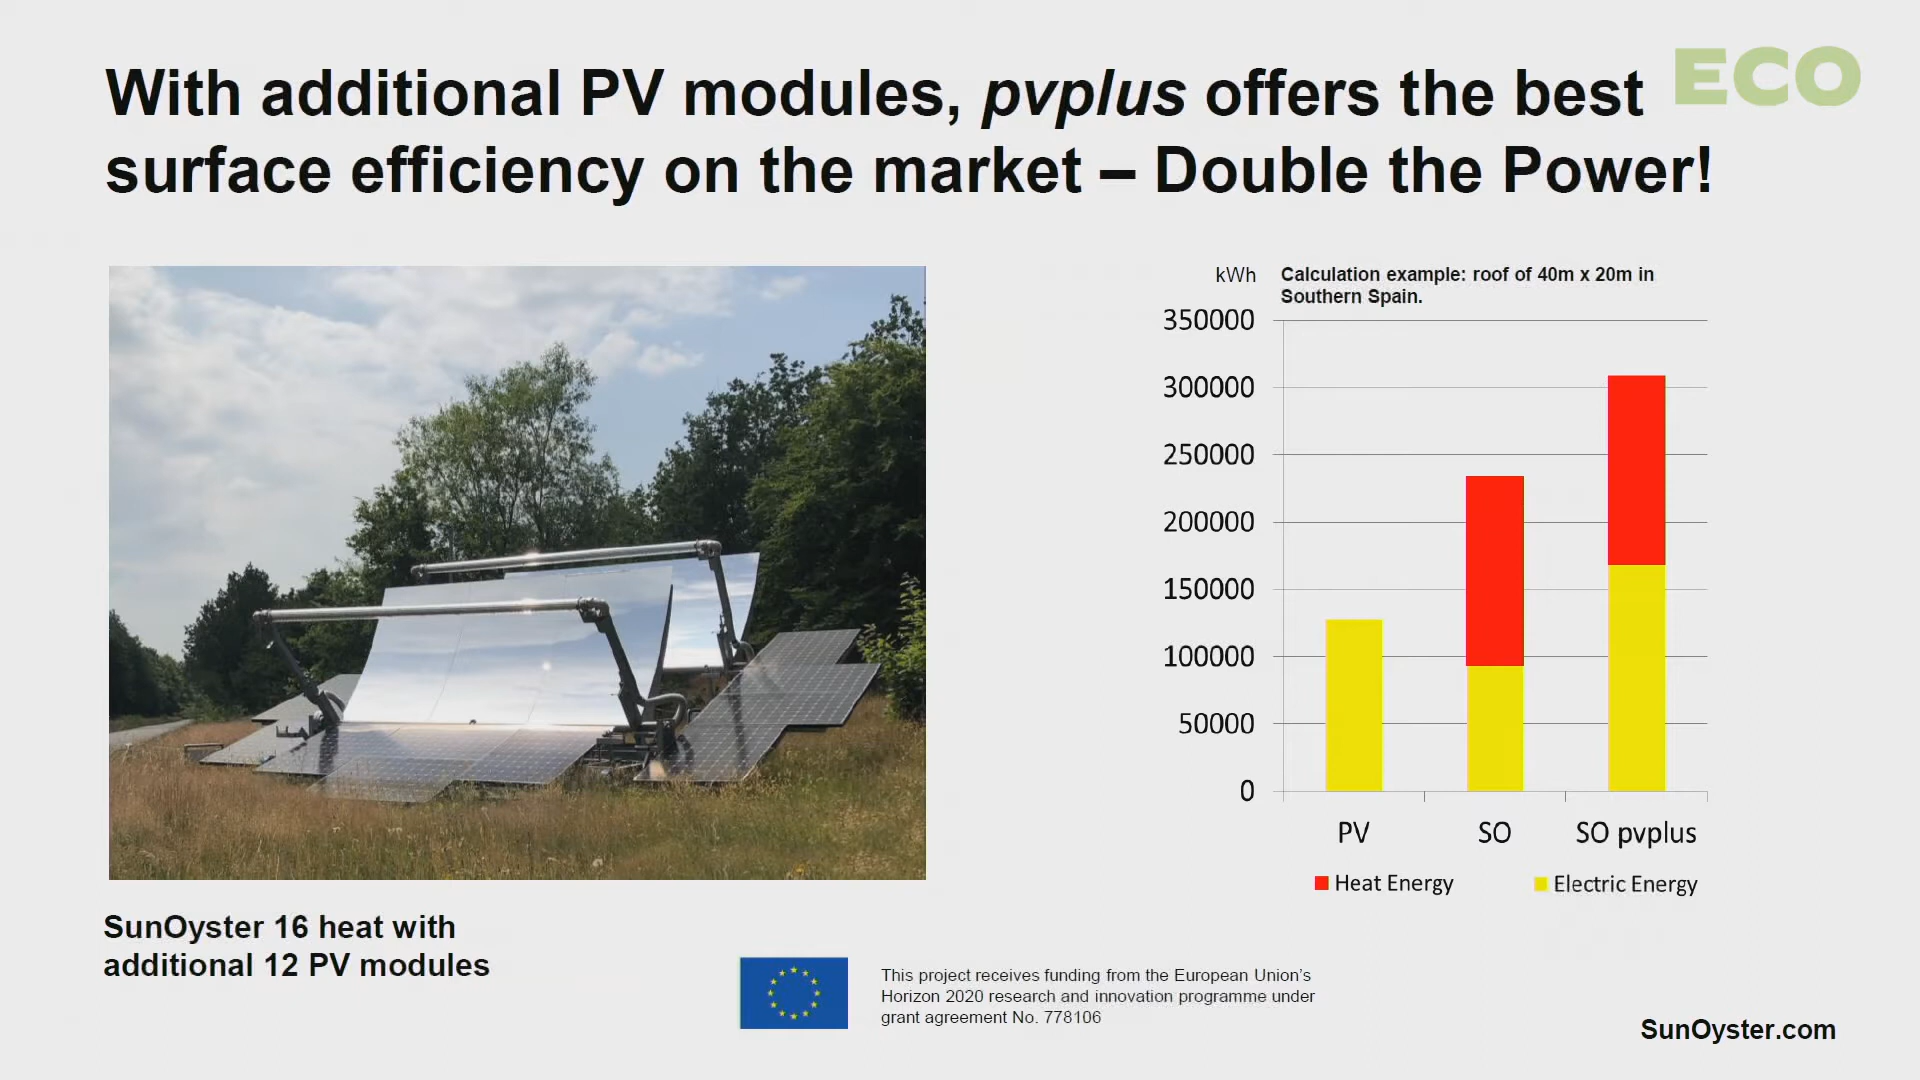 With additional PV modules, pvplus offers the best
surface efficiency on the market – Double the Power!
ECO
kWh
Calculation example: roof of 40m x 20m in
Southern Spain.
350000
300000
250000
200000
150000
100000
50000
0
PV
SO
SO pvplus
Heat Energy
Electric Energy
SunOyster 16 heat with
additional 12 PV modules
This project receives funding from the European Union’s
Horizon 2020 research and innovation programme under
grant agreement No. 778106
SunOyster.com